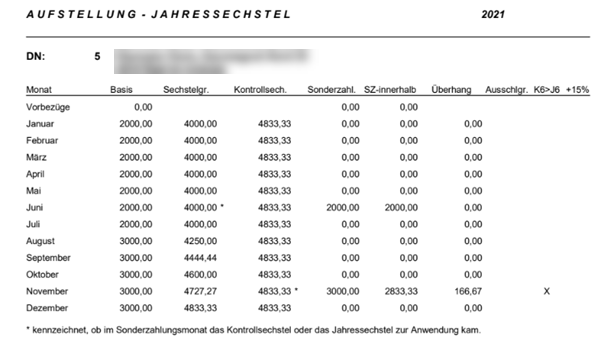 AUFSTELLUNG - JAHRESSECHSTEL 2021
DN: 5
Monat Basis Sechstelgr. Kontrollsech. Sonderzahl. SZ-innerhalb Überhang Ausschlgr. K6>J6 +15%
Vorbezüge 0,00 0,00 0,00
Januar 2000,00 4000,00 4833,33 0,00 0,00 0,00
Februar 2000,00 4000,00 4833,33 0,00 0,00 0,00
März 2000,00 4000,00 4833,33 0,00 0,00 0,00
April 2000,00 4000,00 4833,33 0,00 0,00 0,00
Mai 2000,00 4000,00 4833,33 0,00 0,00 0,00
Juni 2000,00 4000,00 * 4833,33 2000,00 2000,00 0,00
Juli 2000,00 4000,00 4833,33 0,00 0,00 0,00
August 3000,00 4250,00 4833,33 0,00 0,00 0,00
September 3000,00 4444,44 4833,33 0,00 0,00 0,00
Oktober 3000,00 4600,00 4833,33 0,00 0,00 0,00
November 3000,00 4727,27 4833,33 * 3000,00 2833,33 166,67 X
Dezember 3000,00 4833,33 4833,33 0,00 0,00 0,00
* kennzeichnet, ob im Sonderzahlungsmonat das Kontrollsechstel oder das Jahressechstel zur Anwendung kam.